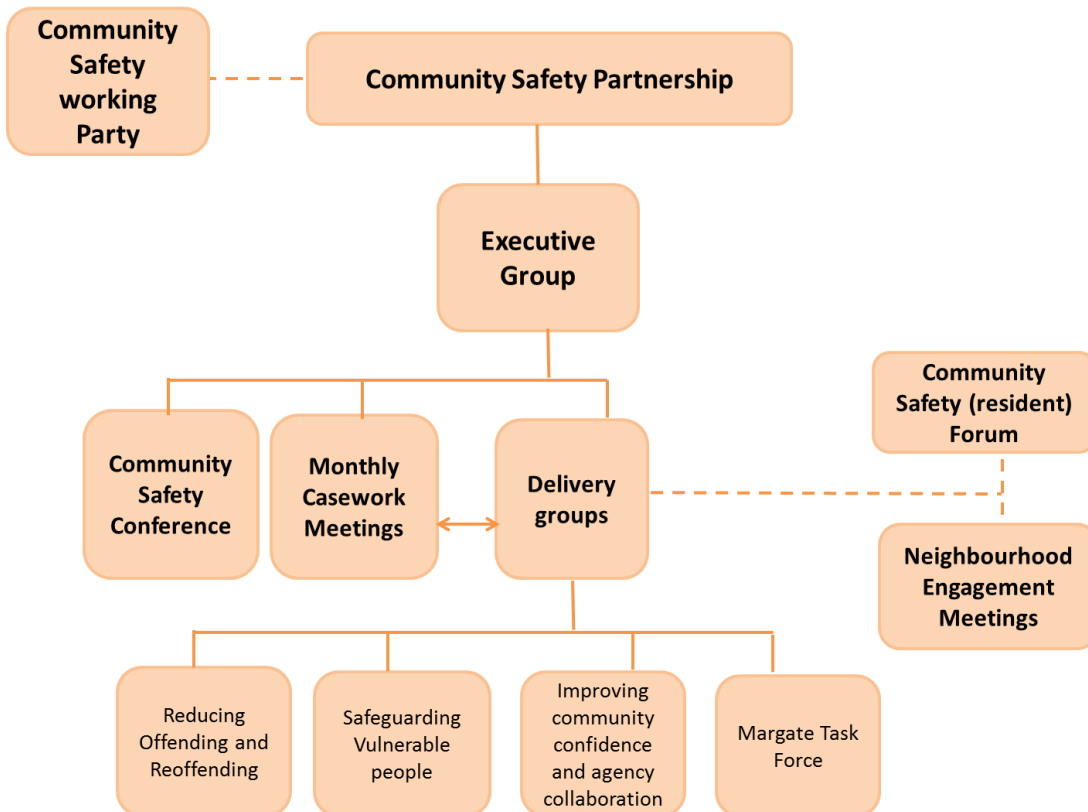 Community
Safety
working
Party
Community Safety Partnership
Executive
Group
Community
Safety
Conference
Monthly
Casework
Meetings
Delivery
groups
Community
Safety (resident)
Forum
Neighbourhood
Engagement
Meetings
Reducing
Offending and
Reoffending
Safeguarding
Vulnerable
people
Improving
community
confidence
and agency
collaboration
Margate Task
Force